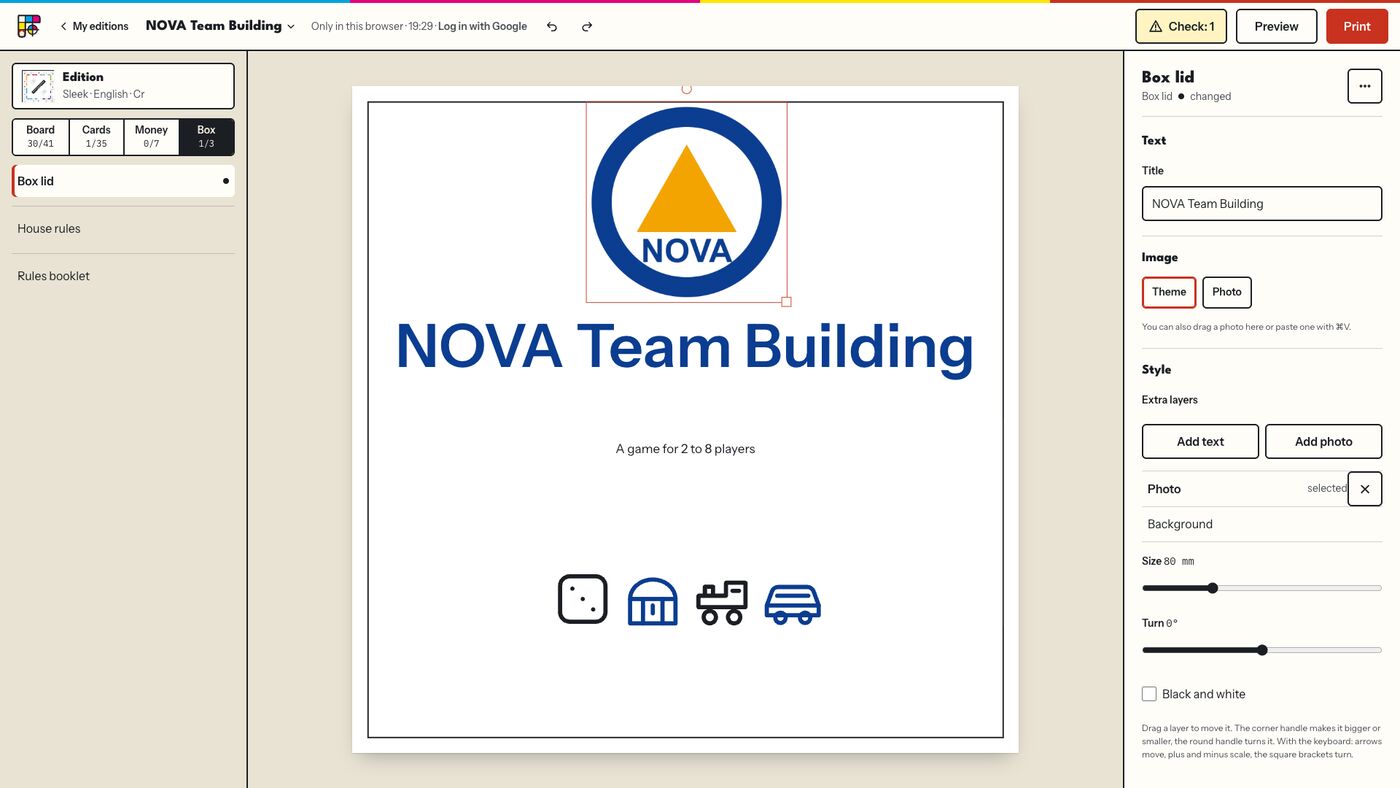 My editions
NOVA Team Building
Only in this browser · 19:29 · Log in with Google
Check: 1
Preview
Print
Edition
Sleek · English · Cr
Board
30/41
Cards
1/35
Money
0/7
Box
1/3
Box lid
House rules
Rules booklet
NOVA
NOVA Team Building
A game for 2 to 8 players
Box lid
Box lid ● changed
Text
Title
NOVA Team Building
Image
Theme
Photo
You can also drag a photo here or paste one with ⌘V.
Style
Extra layers
Add text
Add photo
Photo
selected
Background
Size 80 mm
Turn 0°
Black and white
Drag a layer to move it. The corner handle makes it bigger or
smaller, the round handle turns it. With the keyboard: arrows
move, plus and minus scale, the square brackets turn.